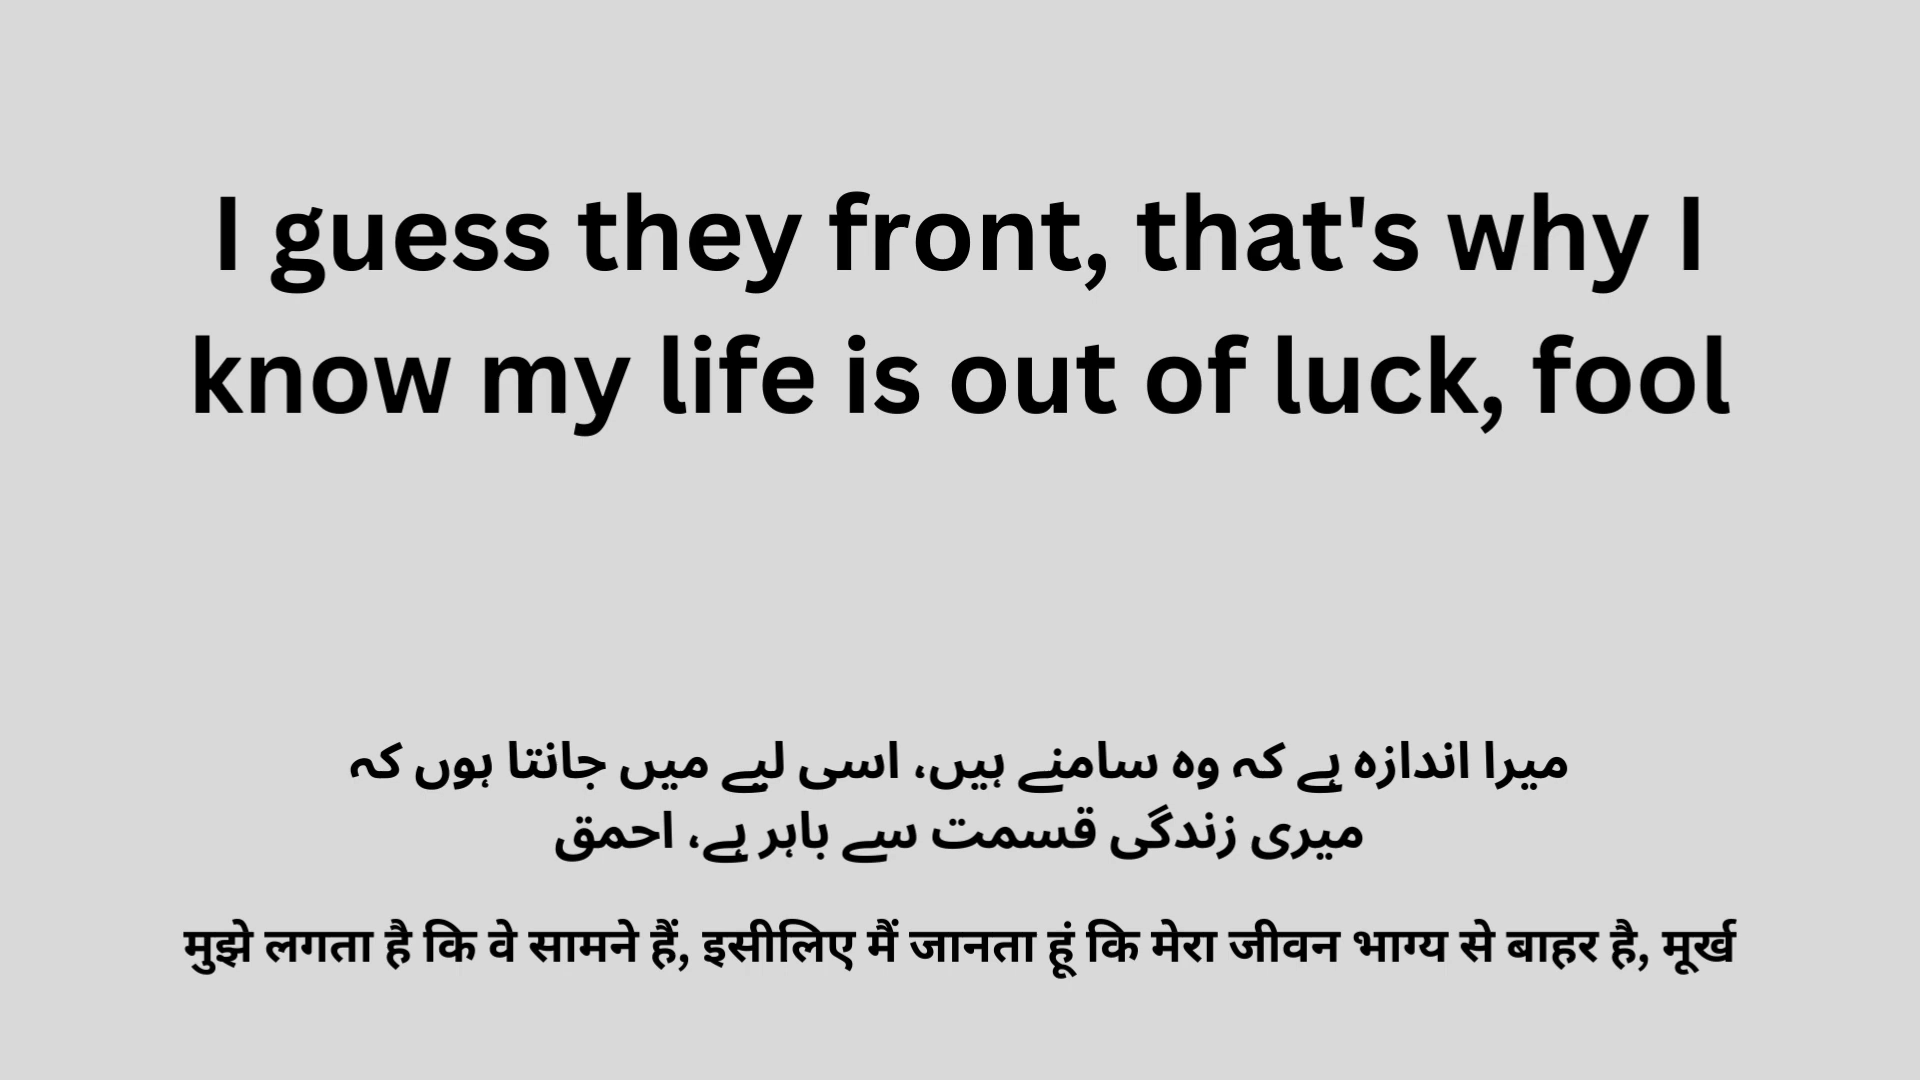 I guess they front, that's why I
know my life is out of luck, fool
میرا اندازہ ہے کہ وہ سامنے ہیں، اسی لیے میں جانتا ہوں کہ
میری زندگی قسمت سے باہر ہے، احمق
मुझे लगता है कि वे सामने हैं, इसीलिए मैं जानता हूं कि मेरा जीवन भाग्य से बाहर है, मूर्ख